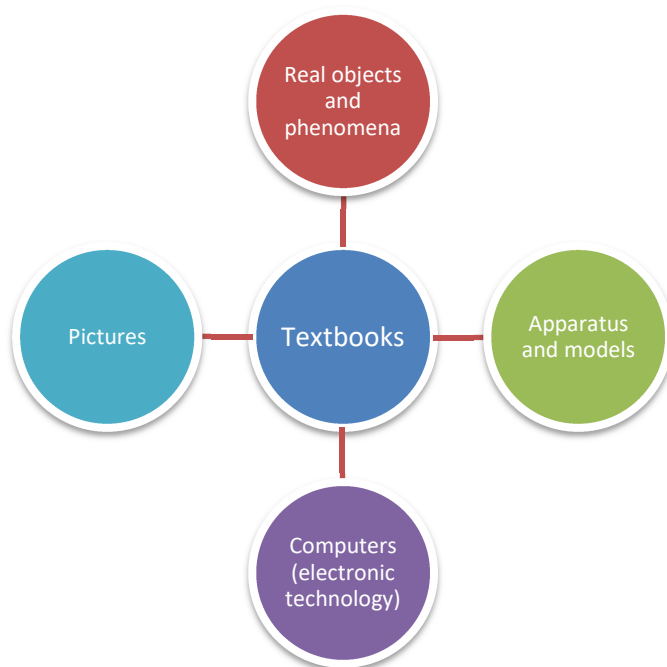 Real objects
and
phenomena
Pictures
Textbooks
Apparatus
and models
Computers
(electronic
technology)